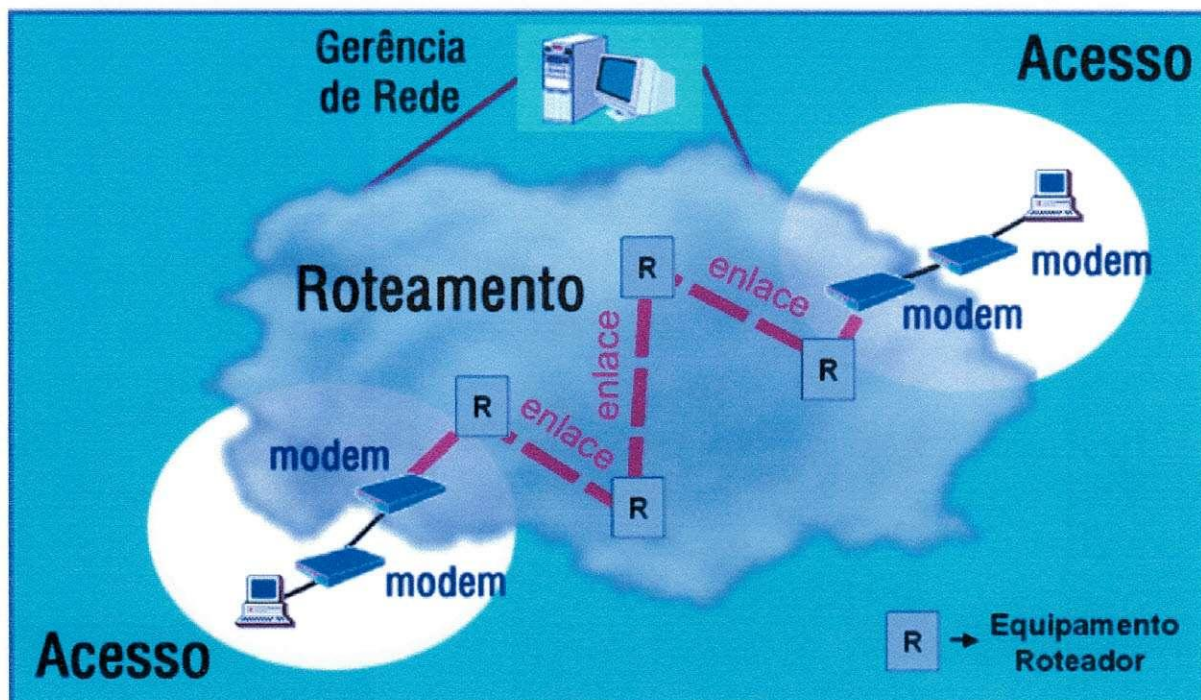 Gerência
de Rede
Acesso
Roteamento
R
enlace
modem
modem
enlace
R
R
enlace
modem
R
modem
Acesso
R
Equipamento
Roteador